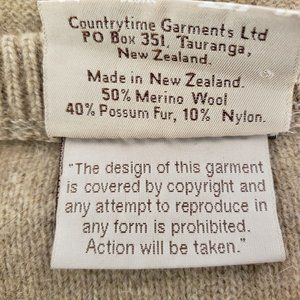 Countrytime Garments Ltd
PO Box 351, Tauranga,
New Zealand.
Made in New Zealand.
50% Merino Wool
40% Possum Fur, 10% Nylon.
"The design of this garment
is covered by copyright and
any attempt to reproduce in
any form is prohibited.
Action will be taken."